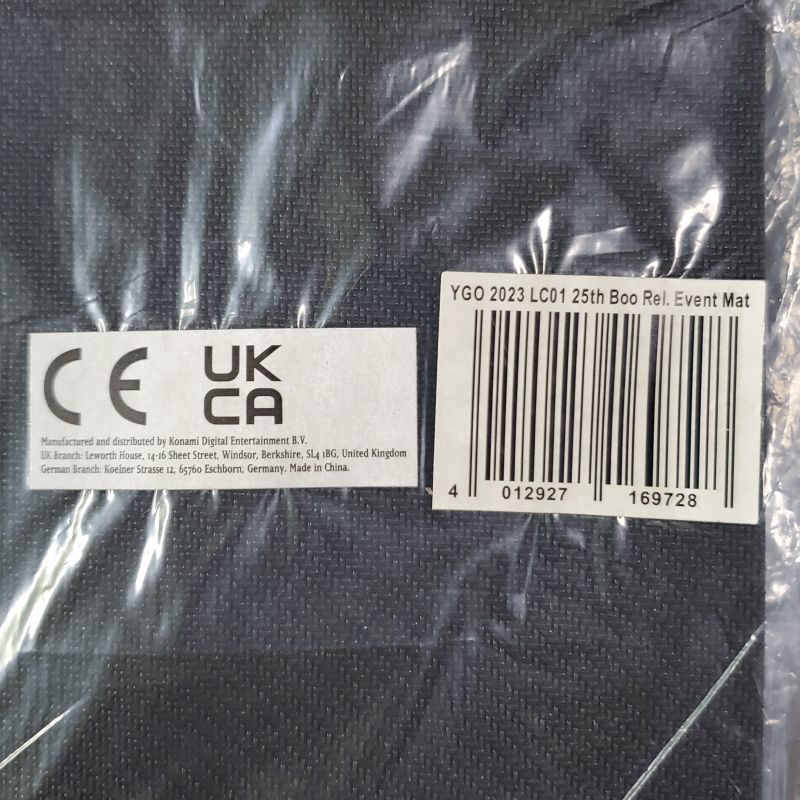 CE UK
CA
Manufactured and distributed by Konami Digital Entertainment B.V.
UK Branch: Leworth House, 14-16 Sheet Street, Windsor, Berkshire, SL4 1BG, United Kingdom
German Branch: Koelner Strasse 12, 65760 Eschborn, Germany. Made in China.
YGO 2023 LC01 25th Boo Rel. Event Mat
4 012927 169728